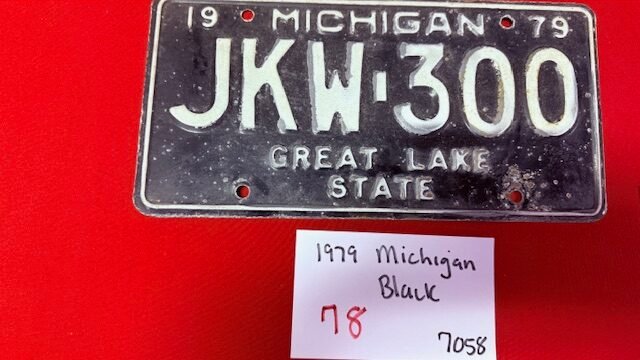 19 MICHIGAN 79
JKW-300
GREAT LAKE
STATE
1979 Michigan
Black
78
7058